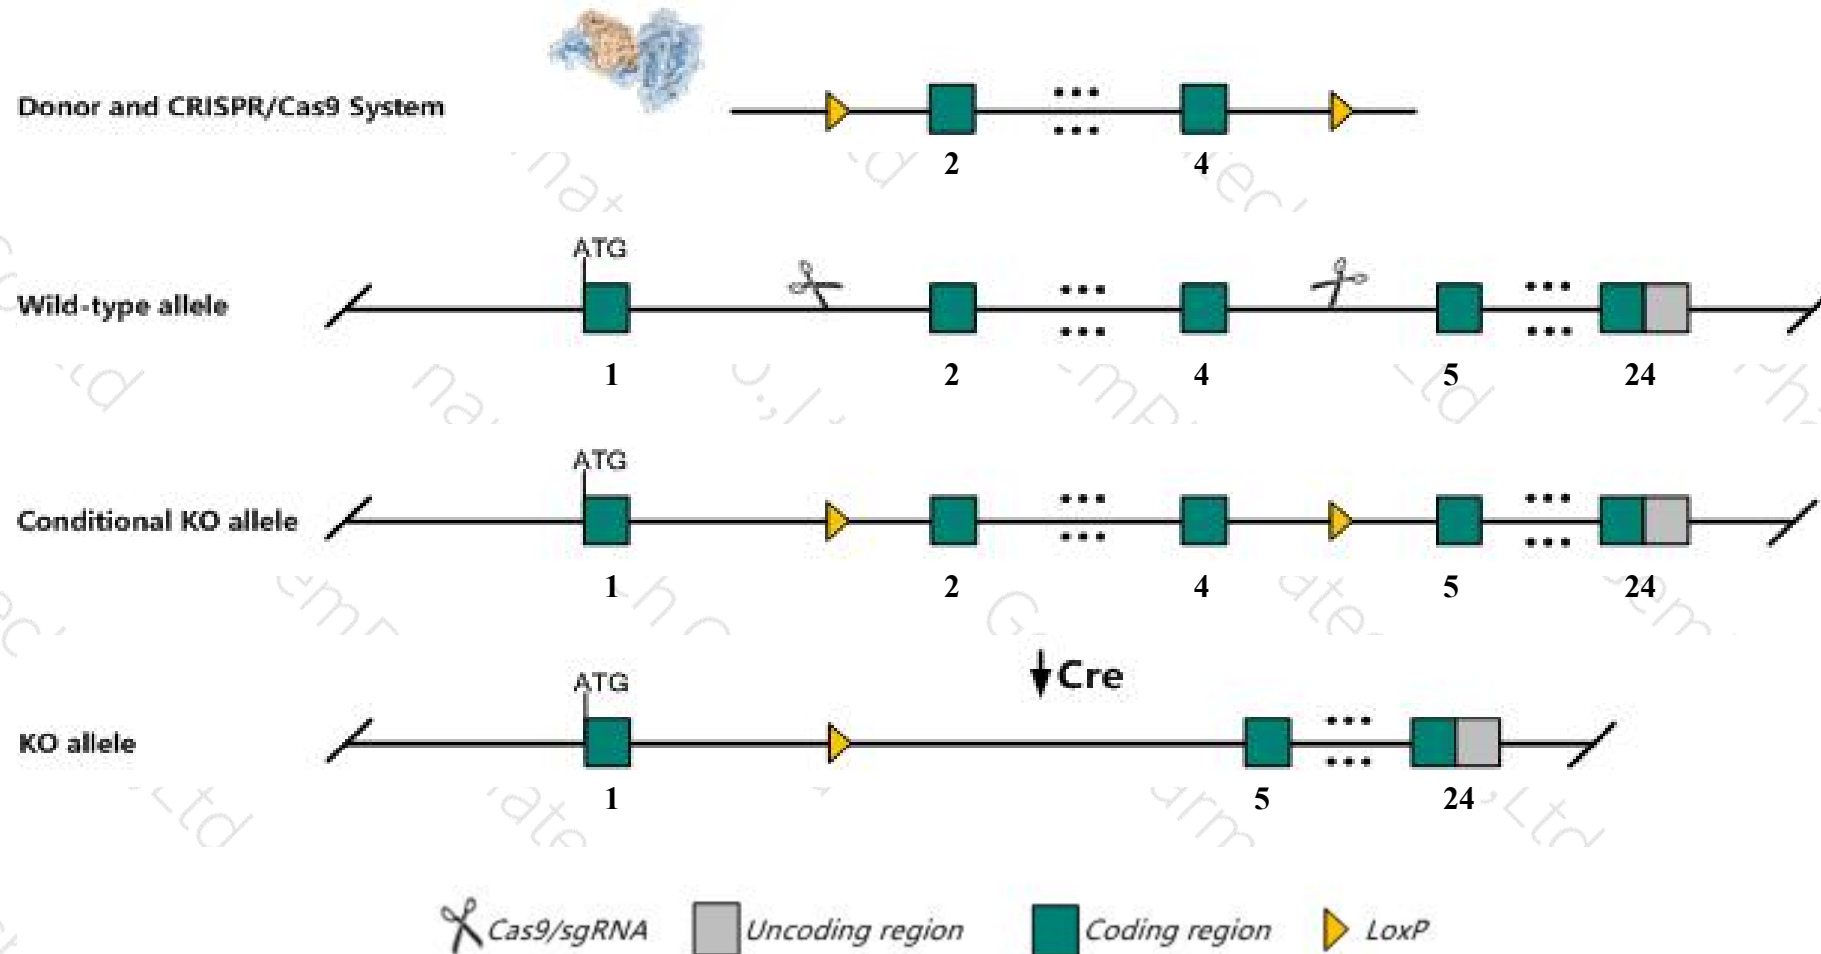 Donor and CRISPR/Cas9 System
2 4
ATG
Wild-type allele
1 2 4 5 24
ATG
Conditional KO allele
1 2 4 5 24
Cre
ATG
KO allele
1 5 24
Cas9/sgRNA Uncoding region Coding region LoxP